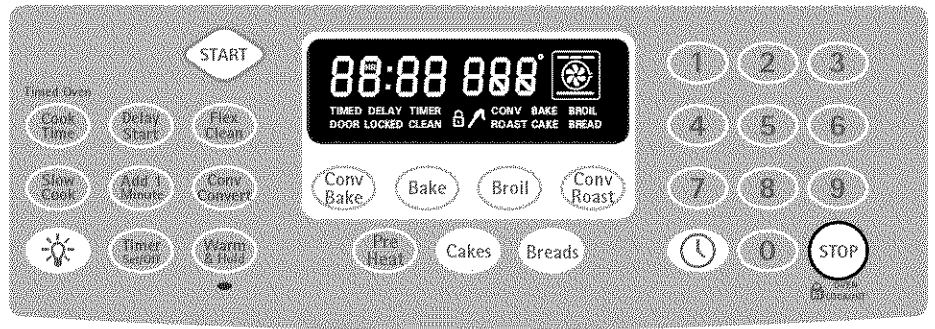 START
88:88 888°
HR
TIMED DELAY TIMER CONV BAKE BROIL
DOOR LOCKED CLEAN ROAST CAKE BREAD
Timed Oven
Cook Time
Delay Start
Flex Clean
Slow Cook
Add 1 Minute
Conv Convert
Timer
Warm & Hold
Conv Bake
Bake
Broil
Conv Roast
Pre Heat
Cakes
Breads
1 2 3
4 5 6
7 8 9
0
STOP